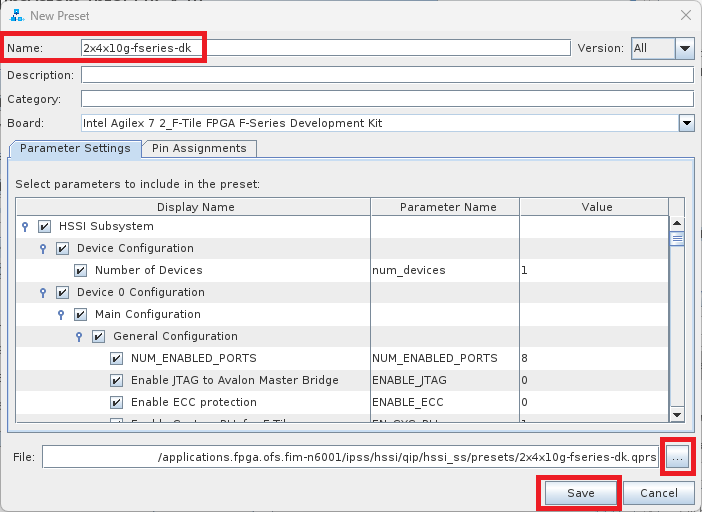 New Preset
Name: 2x4x10g-fseries-dk Version: All
Description:
Category:
Board: Intel Agilex 7 2_F-Tile FPGA F-Series Development Kit
Parameter Settings Pin Assignments
Select parameters to include in the preset:
Display Name Parameter Name Value
HSSI Subsystem
Device Configuration
Number of Devices num_devices 1
Device 0 Configuration
Main Configuration
General Configuration
NUM_ENABLED_PORTS NUM_ENABLED_PORTS 8
Enable JTAG to Avalon Master Bridge ENABLE_JTAG 0
Enable ECC protection ENABLE_ECC 0
File: /applications.fpga.ofs.fim-n6001/ipss/hssi/qip/hssi_ss/presets/2x4x10g-fseries-dk.qprs ...
Save Cancel